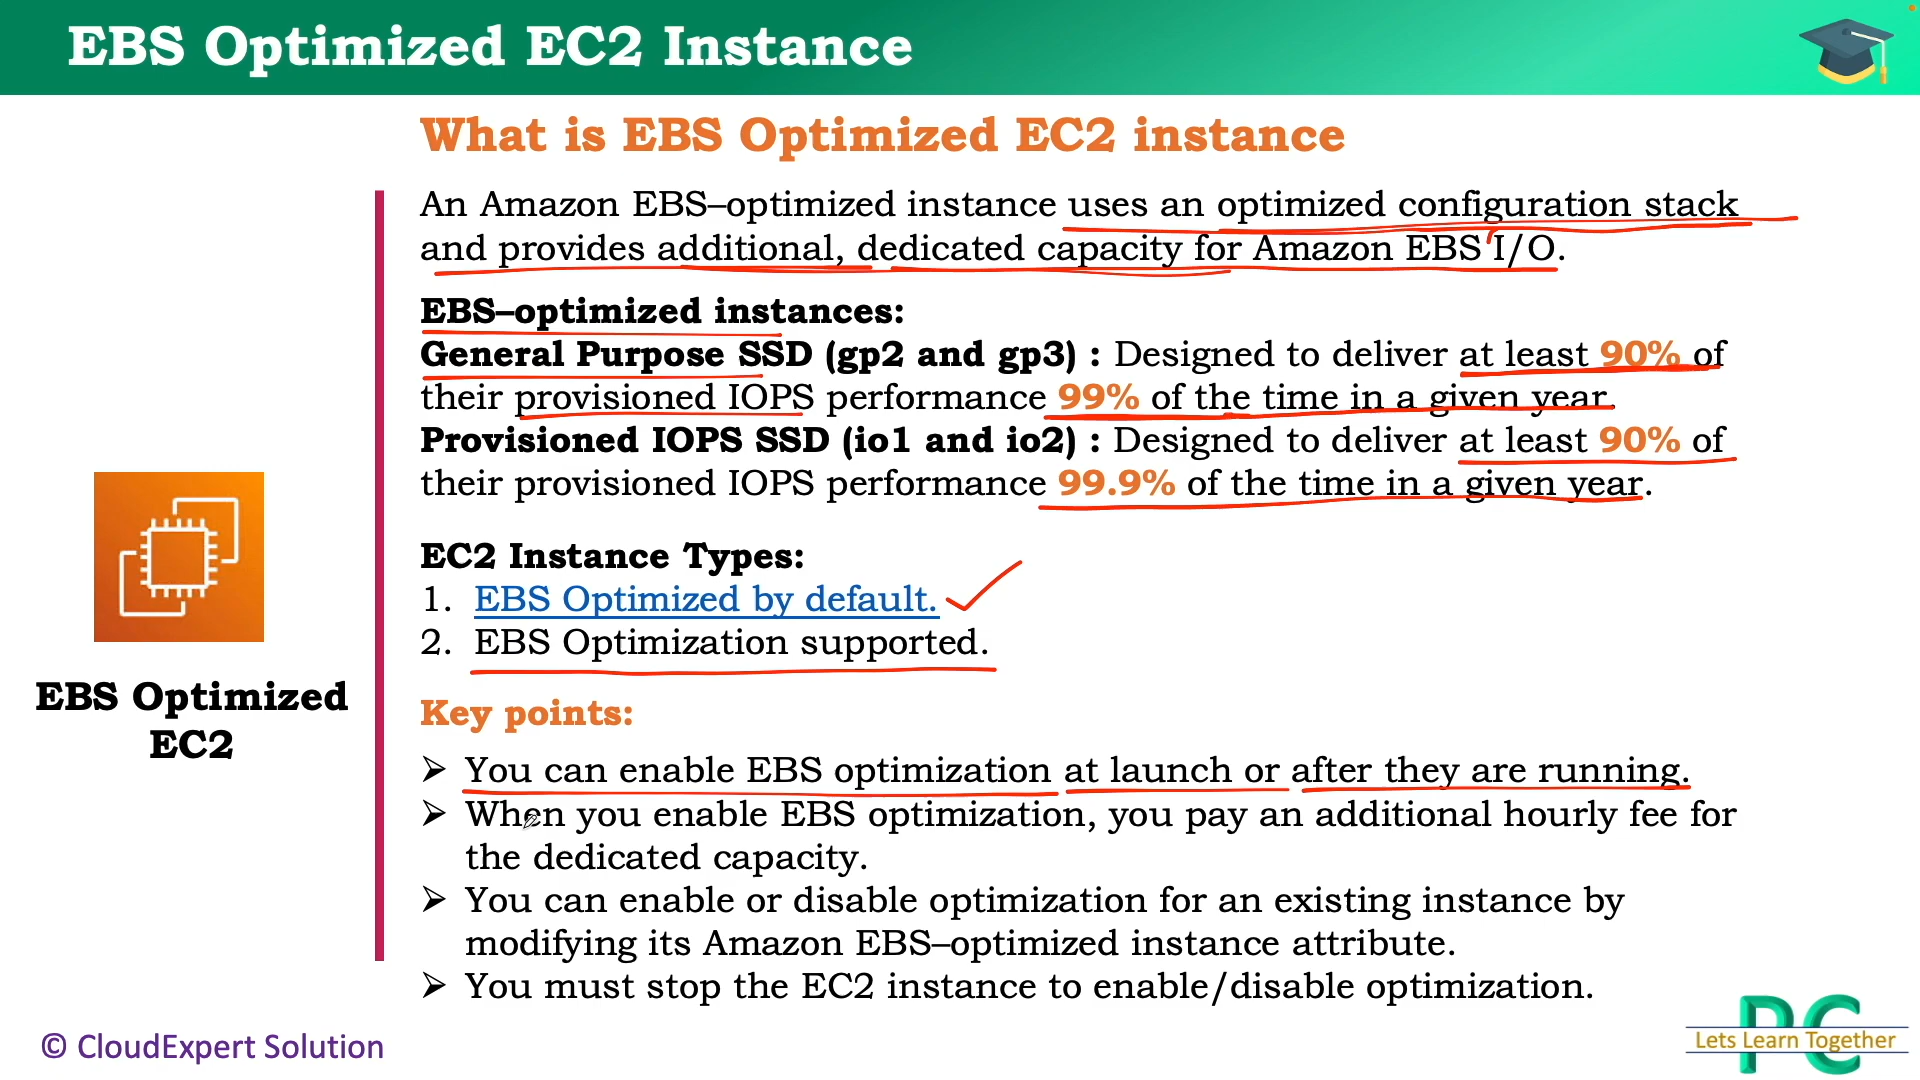 EBS Optimized EC2 Instance
What is EBS Optimized EC2 instance
An Amazon EBS–optimized instance uses an optimized configuration stack
and provides additional, dedicated capacity for Amazon EBS I/O.
EBS–optimized instances:
General Purpose SSD (gp2 and gp3) : Designed to deliver at least 90% of
their provisioned IOPS performance 99% of the time in a given year.
Provisioned IOPS SSD (io1 and io2) : Designed to deliver at least 90% of
their provisioned IOPS performance 99.9% of the time in a given year.
EC2 Instance Types:
1. EBS Optimized by default.
2. EBS Optimization supported.
EBS Optimized
EC2
Key points:
➢ You can enable EBS optimization at launch or after they are running.
➢ When you enable EBS optimization, you pay an additional hourly fee for
the dedicated capacity.
➢ You can enable or disable optimization for an existing instance by
modifying its Amazon EBS–optimized instance attribute.
➢ You must stop the EC2 instance to enable/disable optimization.
© CloudExpert Solution
PC
Lets Learn Together